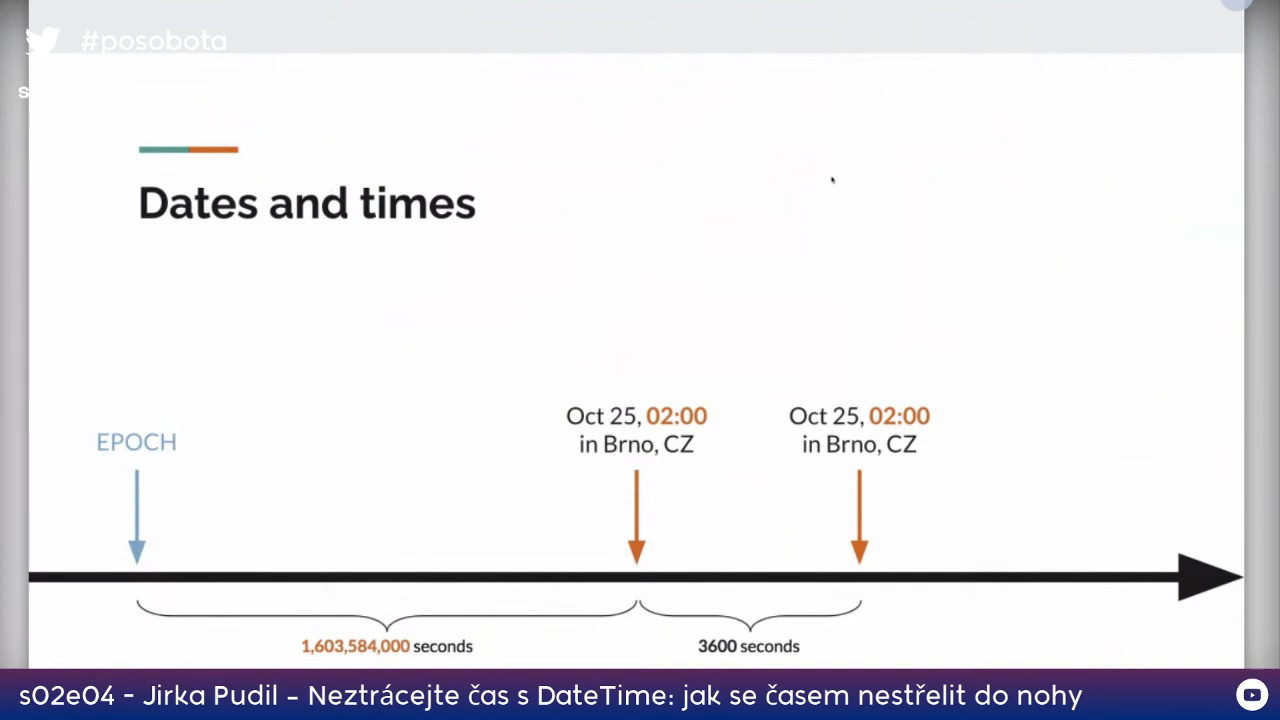 #posobota
Dates and times
Oct 25, 02:00
in Brno, CZ
Oct 25, 02:00
in Brno, CZ
EPOCH
1,603,584,000 seconds
3600 seconds
s02e04 - Jirka Pudil – Neztrácejte čas s DateTime: jak se časem nestřelit do nohy